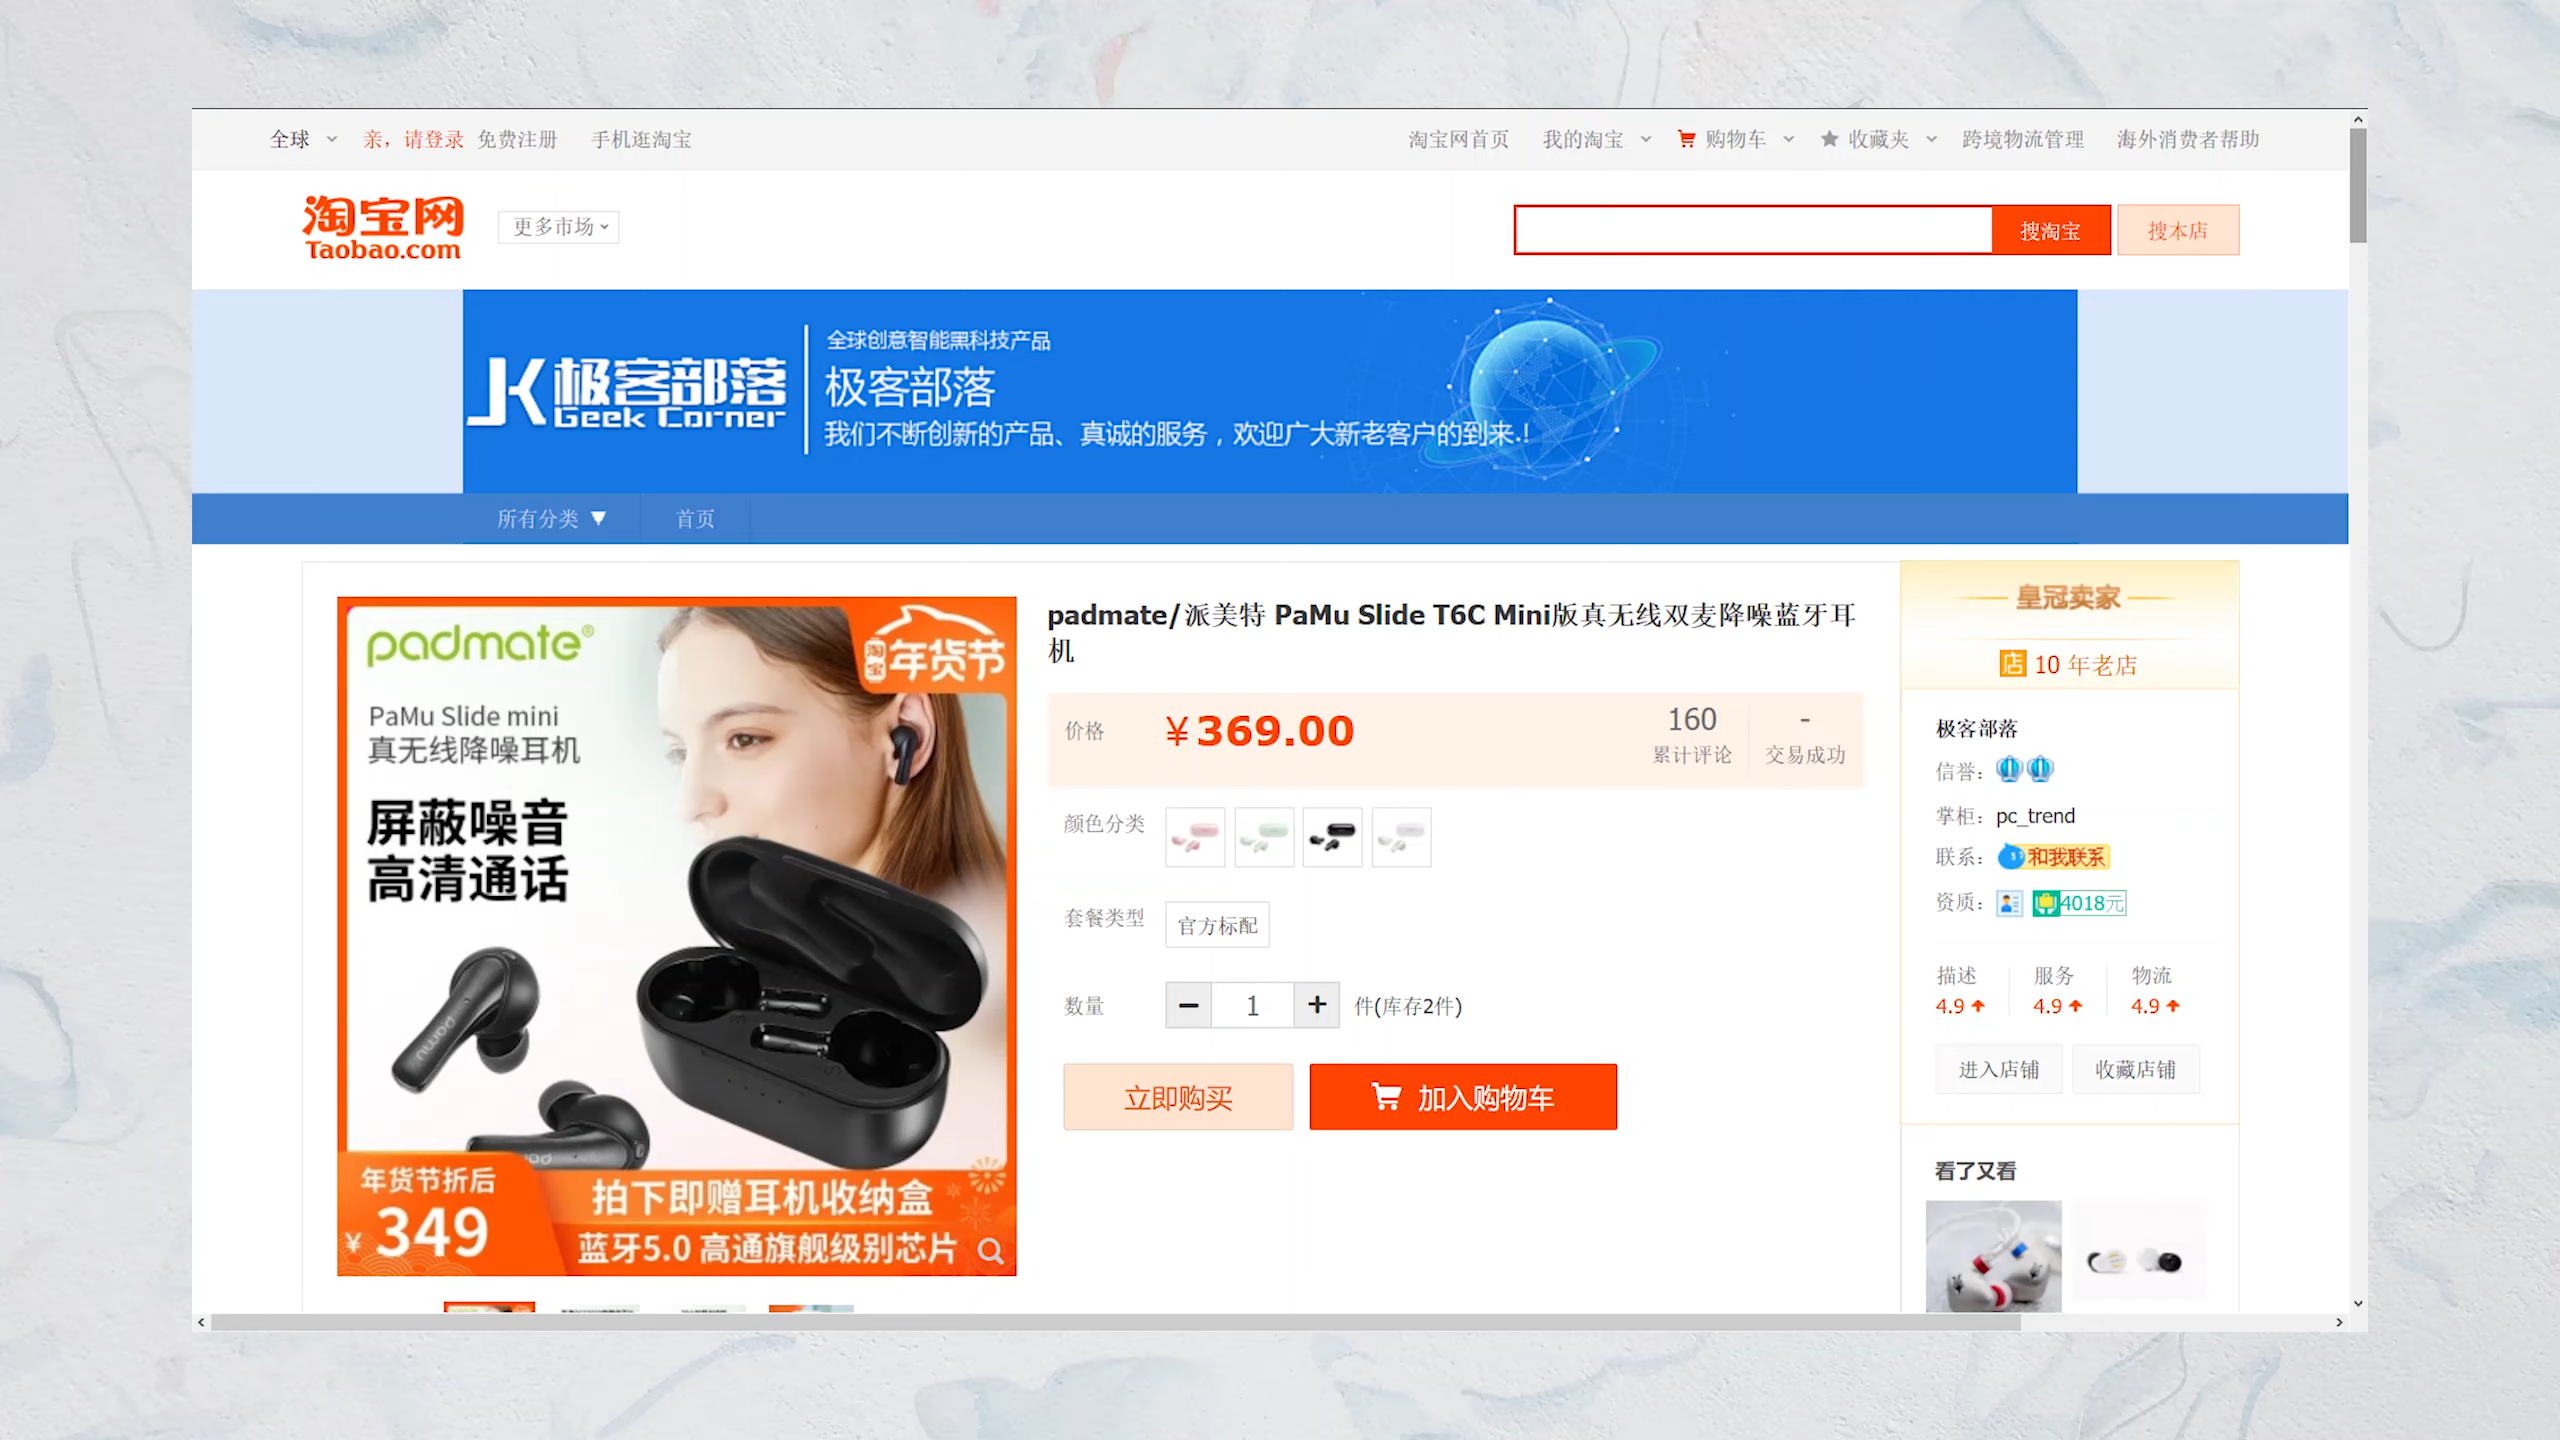 全球 亲，请登录 免费注册 手机逛淘宝 淘宝网首页 我的淘宝 购物车 收藏夹 跨境物流管理 海外消费者帮助
淘宝网
Taobao.com
更多市场
搜淘宝
搜本店
JK极客部落
Geek Corner
全球创意智能黑科技产品
极客部落
我们不断创新的产品、真诚的服务，欢迎广大新老客户的到来.!
所有分类 首页
padmate®
淘宝年货节
PaMu Slide mini
真无线降噪耳机
屏蔽噪音
高清通话
pamu
年货节折后
¥ 349
拍下即赠耳机收纳盒
蓝牙5.0 高通旗舰级别芯片
padmate/派美特 PaMu Slide T6C Mini版真无线双麦降噪蓝牙耳
机
价格 ¥369.00
160
累计评论
-
交易成功
颜色分类
套餐类型 官方标配
数量 − 1 + 件(库存2件)
立即购买 加入购物车
皇冠卖家
店 10 年老店
极客部落
信誉：
掌柜：pc_trend
联系：和我联系
资质：4018元
描述 服务 物流
4.9 4.9 4.9
进入店铺 收藏店铺
看了又看